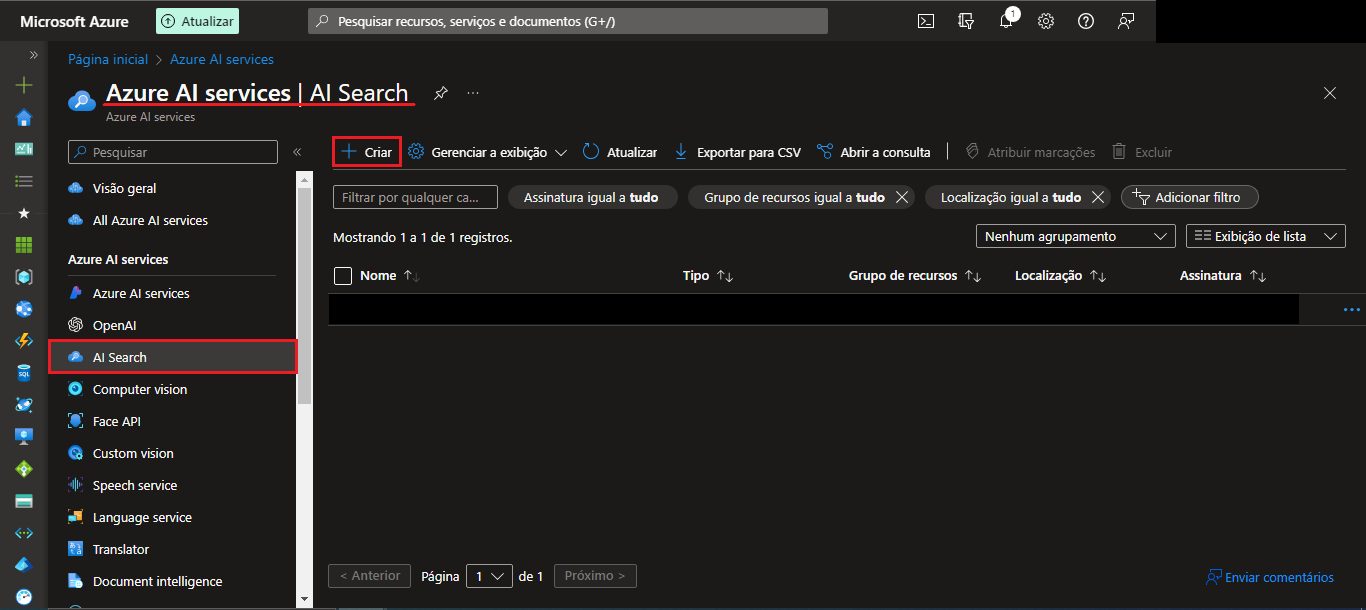 Microsoft Azure
Atualizar
Pesquisar recursos, serviços e documentos (G+/)
1
Página inicial > Azure AI services
Azure AI services | AI Search
Azure AI services
Pesquisar
Visão geral
All Azure AI services
Azure AI services
Azure AI services
OpenAI
AI Search
Computer vision
Face API
Custom vision
Speech service
Language service
Translator
Document intelligence
Criar Gerenciar a exibição Atualizar Exportar para CSV Abrir a consulta Atribuir marcações Excluir
Filtrar por qualquer ca... Assinatura igual a tudo Grupo de recursos igual a tudo Localização igual a tudo Adicionar filtro
Mostrando 1 a 1 de 1 registros. Nenhum agrupamento Exibição de lista
Nome Tipo Grupo de recursos Localização Assinatura
< Anterior Página 1 de 1 Próximo > Enviar comentários
SQL